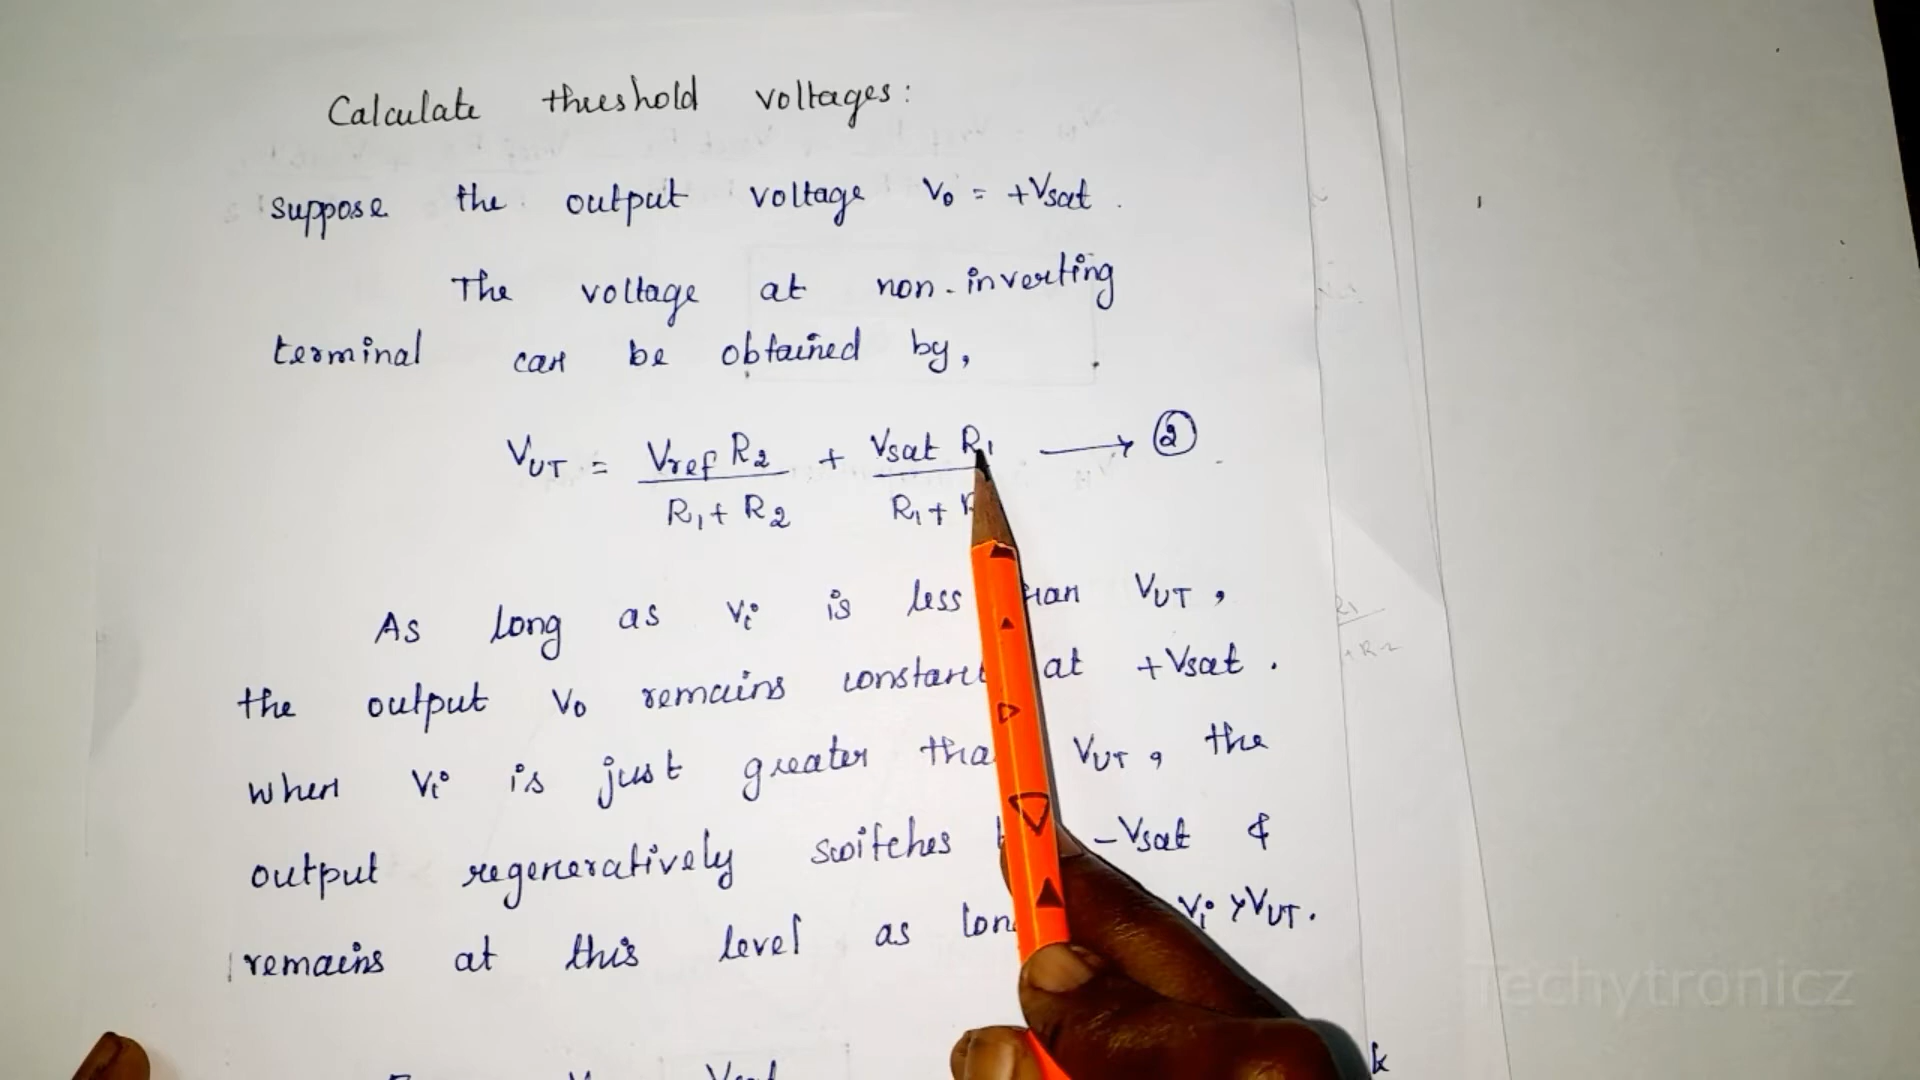 Calculate threshold voltages:
suppose the output voltage Vo = +Vsat.
The voltage at non-inverting
terminal can be obtained by,
VUT = Vref R2 / R1 + R2 + Vsat R1 / R1 + → 2
As long as Vi is less VUT,
the output Vo remains constant at +Vsat.
when Vi is just greater VUT, the
output regeneratively switches -Vsat &
remains at this level as Vi > VUT.
Techytronicz